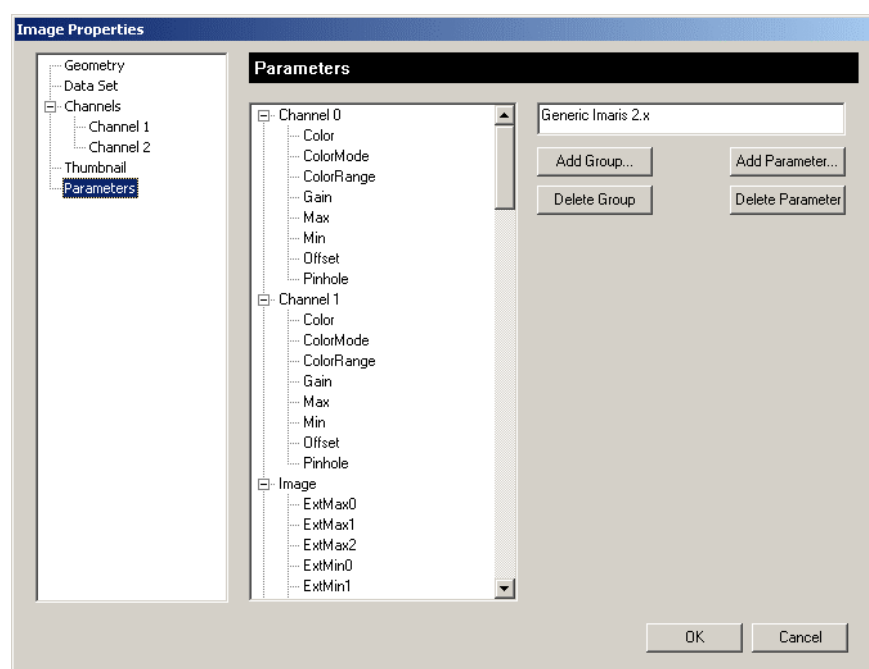 Image Properties
Geometry
Data Set
Channels
Channel 1
Channel 2
Thumbnail
Parameters
Parameters
Channel 0
Color
ColorMode
ColorRange
Gain
Max
Min
Offset
Pinhole
Channel 1
Color
ColorMode
ColorRange
Gain
Max
Min
Offset
Pinhole
Image
ExtMax0
ExtMax1
ExtMax2
ExtMin0
ExtMin1
Generic Imaris 2.x
Add Group... Add Parameter...
Delete Group Delete Parameter
OK Cancel